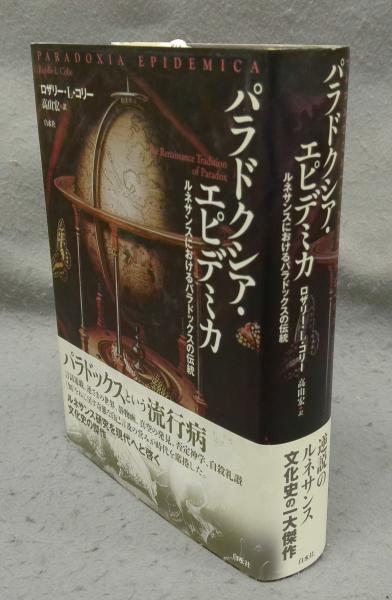 PARADOXIA EPIDEMICA
Rosalie L. Colie
ロザリー・L・コリー
高山宏・訳
白水社
パラドクシア・
エピデミカ
ルネサンスにおけるパラドックスの伝統
The Renaissance Tradition
of Paradox
パラドックスという流行病
ルネサンス研究を現代へと啓く
文化史の傑作
パラドクシア・
エピデミカ
ルネサンスにおけるパラドックスの伝統
ロザリー・L・コリー
高山宏・訳
逆説の
ルネサンス
文化史の一大傑作
白水社